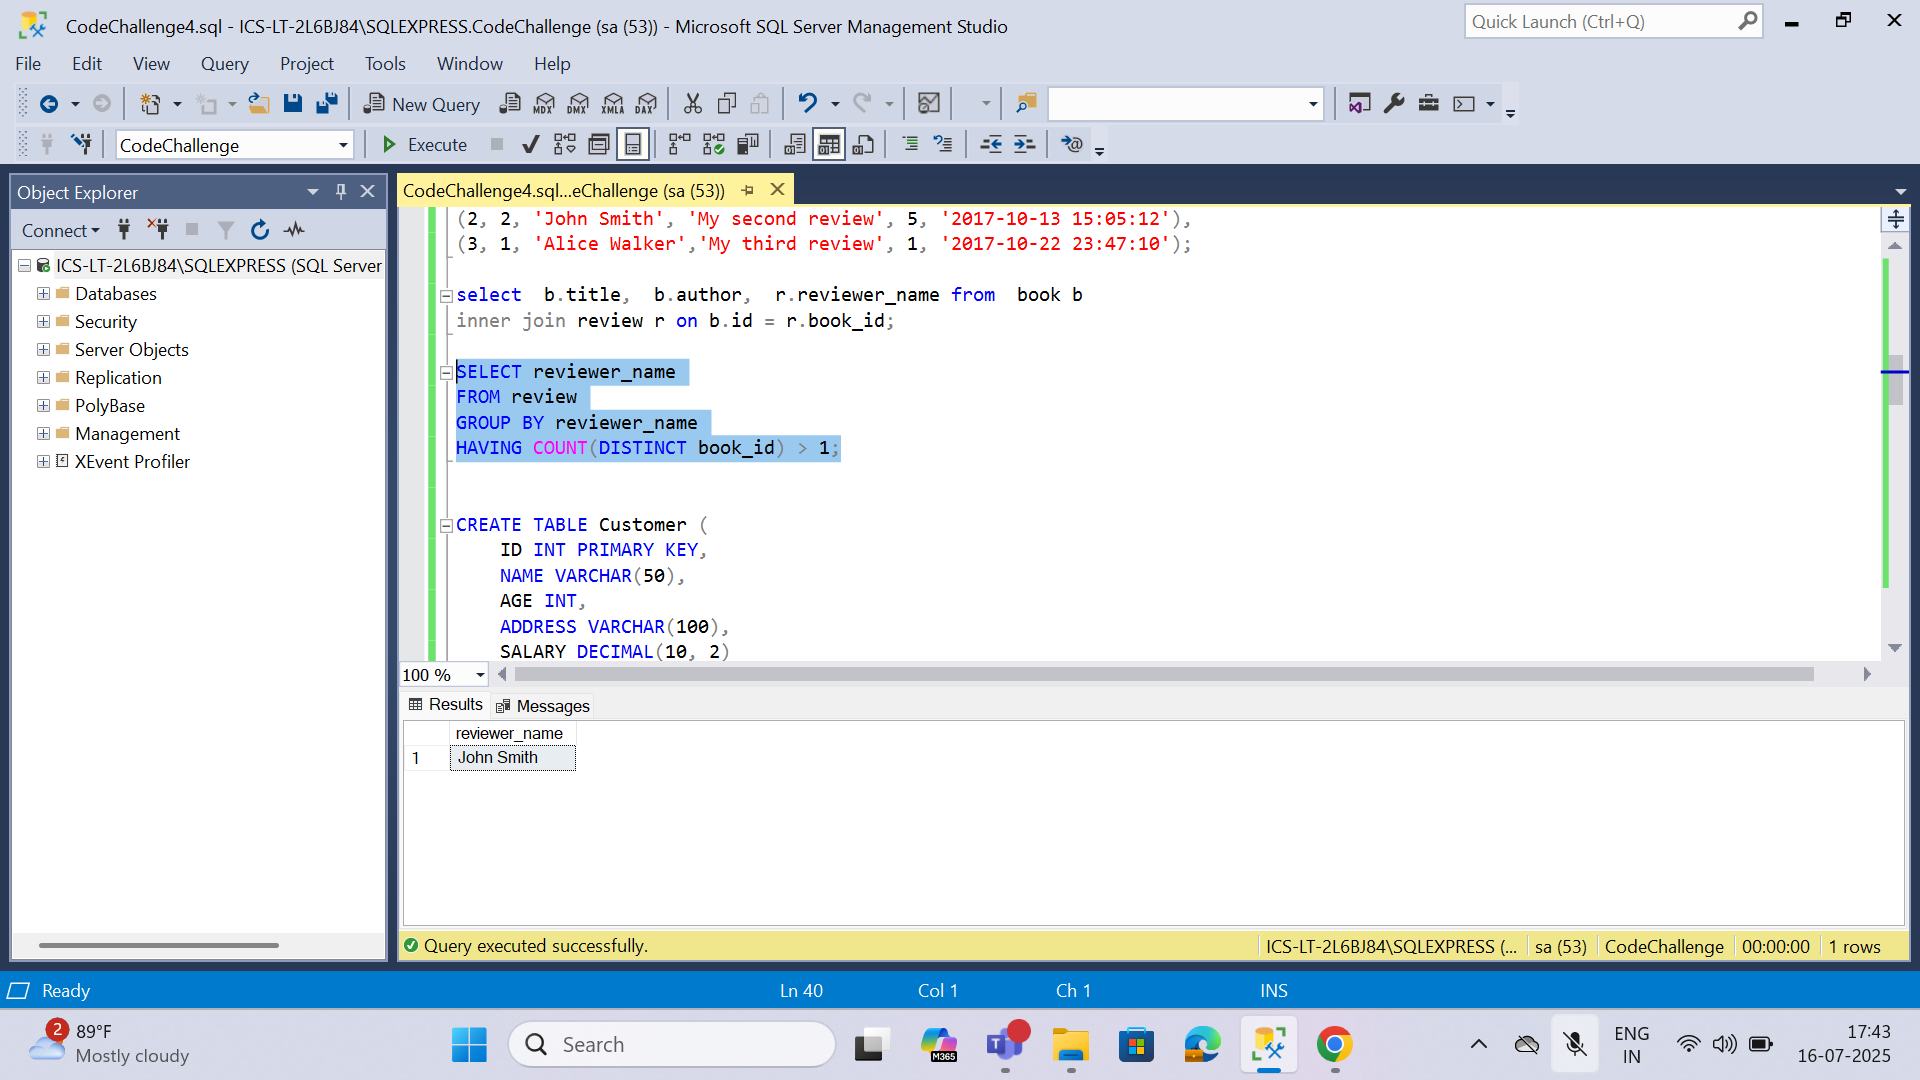 CodeChallenge4.sql - ICS-LT-2L6BJ84\SQLEXPRESS.CodeChallenge (sa (53)) - Microsoft SQL Server Management Studio
Quick Launch (Ctrl+Q)
File Edit View Query Project Tools Window Help
New Query MDX DMX XMLA DAX
CodeChallenge Execute
Object Explorer
Connect
ICS-LT-2L6BJ84\SQLEXPRESS (SQL Server
Databases
Security
Server Objects
Replication
PolyBase
Management
XEvent Profiler
CodeChallenge4.sql...eChallenge (sa (53))
(2, 2, 'John Smith', 'My second review', 5, '2017-10-13 15:05:12'),
(3, 1, 'Alice Walker','My third review', 1, '2017-10-22 23:47:10');
select  b.title,  b.author,  r.reviewer_name from  book b
inner join review r on b.id = r.book_id;
SELECT reviewer_name
FROM review
GROUP BY reviewer_name
HAVING COUNT(DISTINCT book_id) > 1;
CREATE TABLE Customer (
ID INT PRIMARY KEY,
NAME VARCHAR(50),
AGE INT,
ADDRESS VARCHAR(100),
SALARY DECIMAL(10, 2)
100 %
Results Messages
reviewer_name
1 John Smith
Query executed successfully. ICS-LT-2L6BJ84\SQLEXPRESS (... sa (53) CodeChallenge 00:00:00 1 rows
Ready Ln 40 Col 1 Ch 1 INS
2 89°F
Mostly cloudy
Search
M365
T
ENG
IN
17:43
16-07-2025